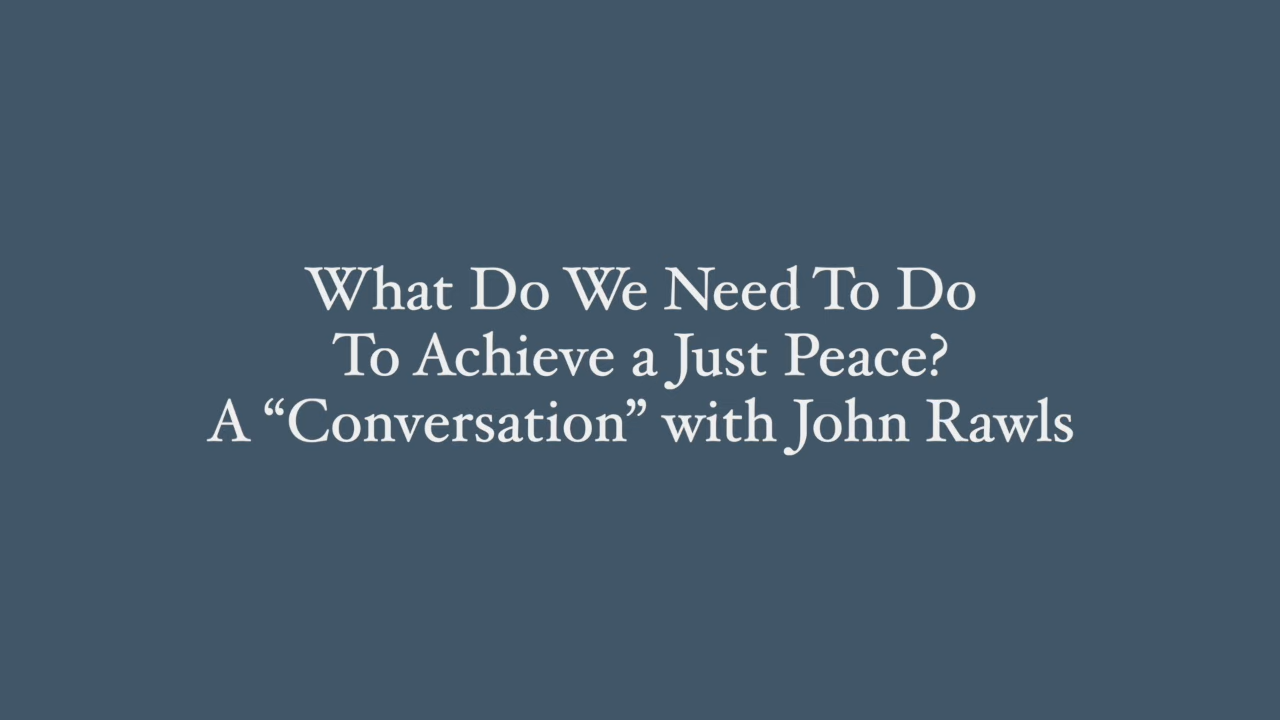 What Do We Need To Do
To Achieve a Just Peace?
A “Conversation” with John Rawls